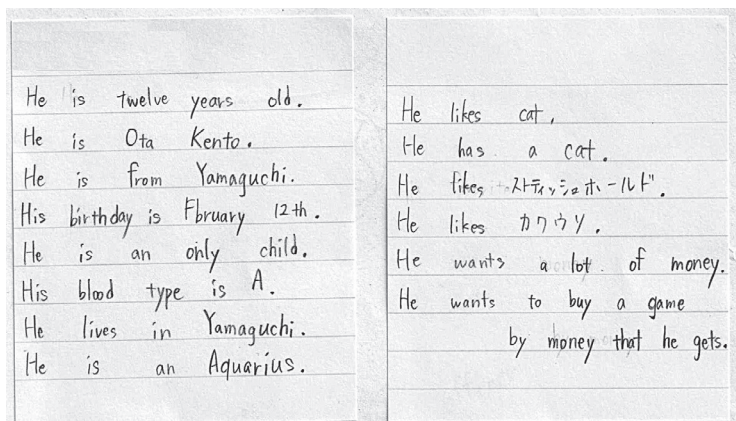 He is twelve years old.
He is Ota Kento.
He is from Yamaguchi.
His birthday is Fbruary 12th.
He is an only child.
His blood type is A.
He lives in Yamaguchi.
He is an Aquarius.
He likes cat.
He has a cat.
He likes ストティッシュホールド.
He likes カワウソ.
He wants a lot of money.
He wants to buy a game
by money that he gets.